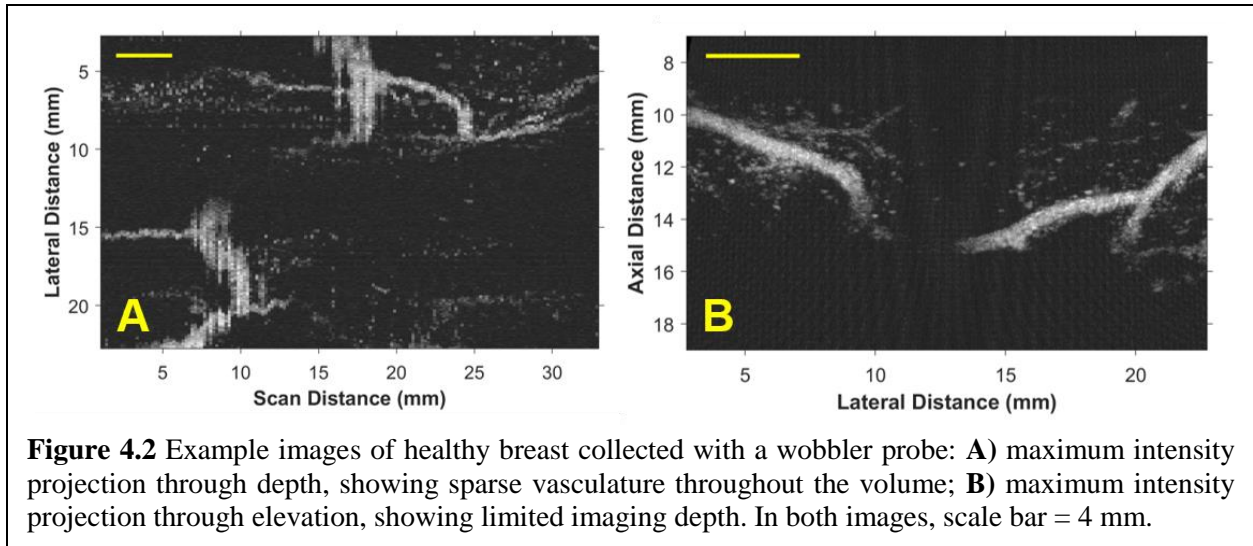 5
10
15
20
Lateral Distance (mm)
A
5 10 15 20 25 30
Scan Distance (mm)
8
10
12
14
16
18
Axial Distance (mm)
B
5 10 15 20
Lateral Distance (mm)
Figure 4.2 Example images of healthy breast collected with a wobbler probe: A) maximum intensity
projection through depth, showing sparse vasculature throughout the volume; B) maximum intensity
projection through elevation, showing limited imaging depth. In both images, scale bar = 4 mm.